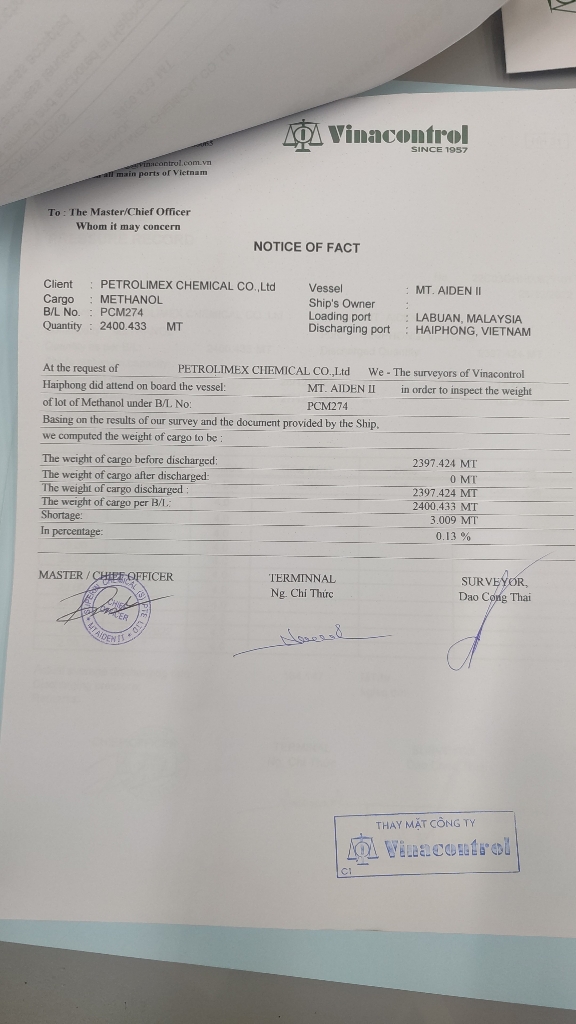 Vinacontrol
SINCE 1957
vinacontrol.com.vn
all main ports of Vietnam
To : The Master/Chief Officer
Whom it may concern
NOTICE OF FACT
Client : PETROLIMEX CHEMICAL CO.,Ltd Vessel : MT. AIDEN II
Cargo : METHANOL Ship's Owner :
B/L No. : PCM274 Loading port : LABUAN, MALAYSIA
Quantity : 2400.433 MT Discharging port : HAIPHONG, VIETNAM
At the request of PETROLIMEX CHEMICAL CO.,Ltd We - The surveyors of Vinacontrol
Haiphong did attend on board the vessel: MT. AIDEN II in order to inspect the weight
of lot of Methanol under B/L No: PCM274
Basing on the results of our survey and the document provided by the Ship,
we computed the weight of cargo to be :
The weight of cargo before discharged: 2397.424 MT
The weight of cargo after discharged: 0 MT
The weight of cargo discharged : 2397.424 MT
The weight of cargo per B/L: 2400.433 MT
Shortage: 3.009 MT
In percentage: 0.13 %
MASTER / CHIEF OFFICER TERMINNAL SURVEYOR,
Ng. Chí Thức Dao Cong Thai
CHIEF
OFFICER
MT AIDEN II
THAY MẶT CÔNG TY
Vinacontrol
C1